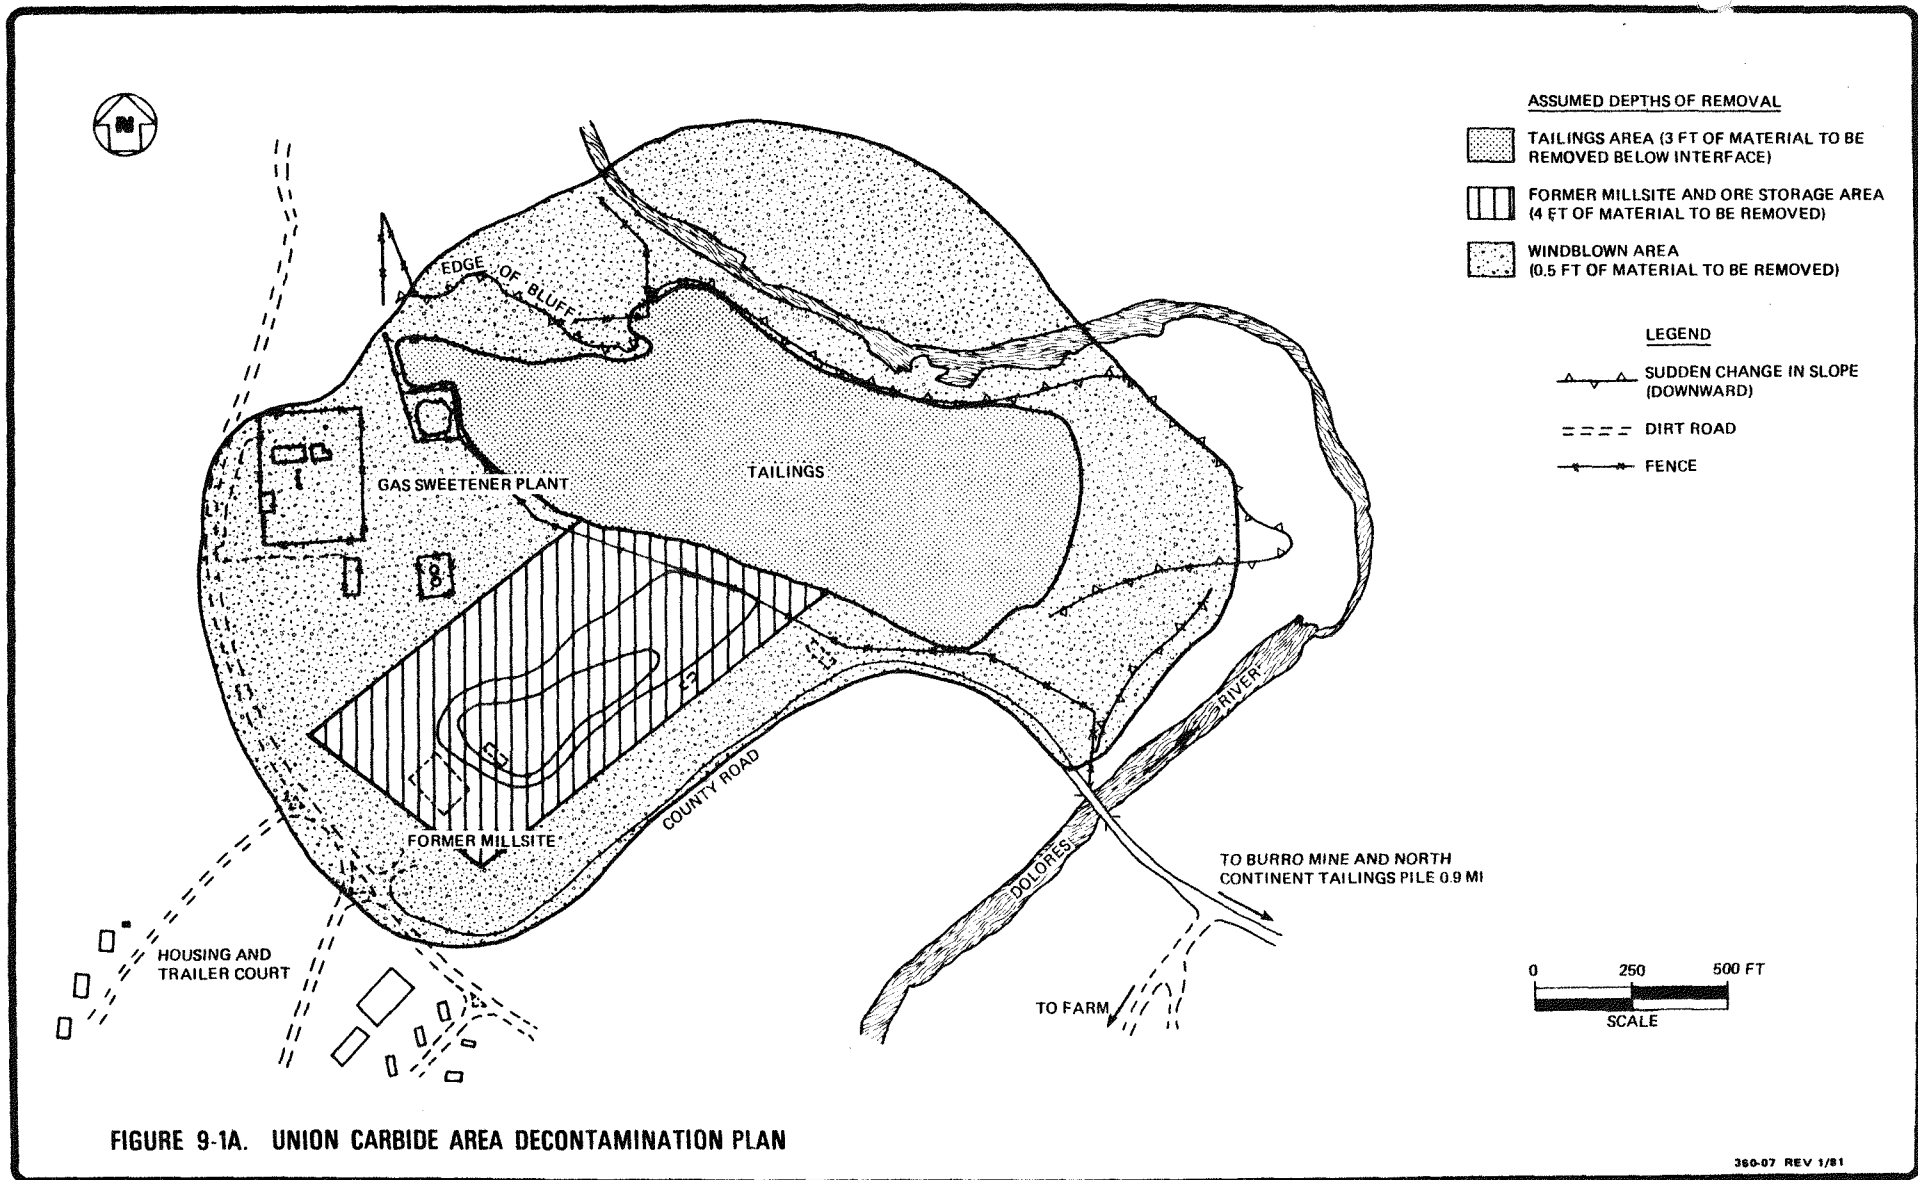 N
ASSUMED DEPTHS OF REMOVAL
TAILINGS AREA (3 FT OF MATERIAL TO BE
REMOVED BELOW INTERFACE)
FORMER MILLSITE AND ORE STORAGE AREA
(4 FT OF MATERIAL TO BE REMOVED)
WINDBLOWN AREA
(0.5 FT OF MATERIAL TO BE REMOVED)
LEGEND
SUDDEN CHANGE IN SLOPE
(DOWNWARD)
DIRT ROAD
FENCE
EDGE OF BLUFF
TAILINGS
GAS SWEETENER PLANT
FORMER MILLSITE
COUNTY ROAD
DOLORES RIVER
TO BURRO MINE AND NORTH
CONTINENT TAILINGS PILE 0.9 MI
HOUSING AND
TRAILER COURT
TO FARM
0 250 500 FT
SCALE
FIGURE 9-1A. UNION CARBIDE AREA DECONTAMINATION PLAN
360-07 REV 1/81